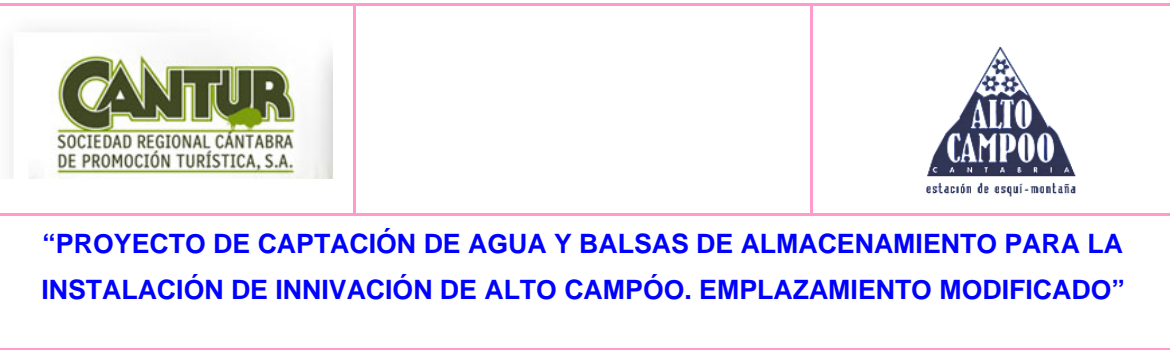 CANTUR
SOCIEDAD REGIONAL CÁNTABRA
DE PROMOCIÓN TURÍSTICA, S.A.
ALTO
CAMPOO
CANTABRIA
estación de esquí-montaña
“PROYECTO DE CAPTACIÓN DE AGUA Y BALSAS DE ALMACENAMIENTO PARA LA
INSTALACIÓN DE INNIVACIÓN DE ALTO CAMPÓO. EMPLAZAMIENTO MODIFICADO”